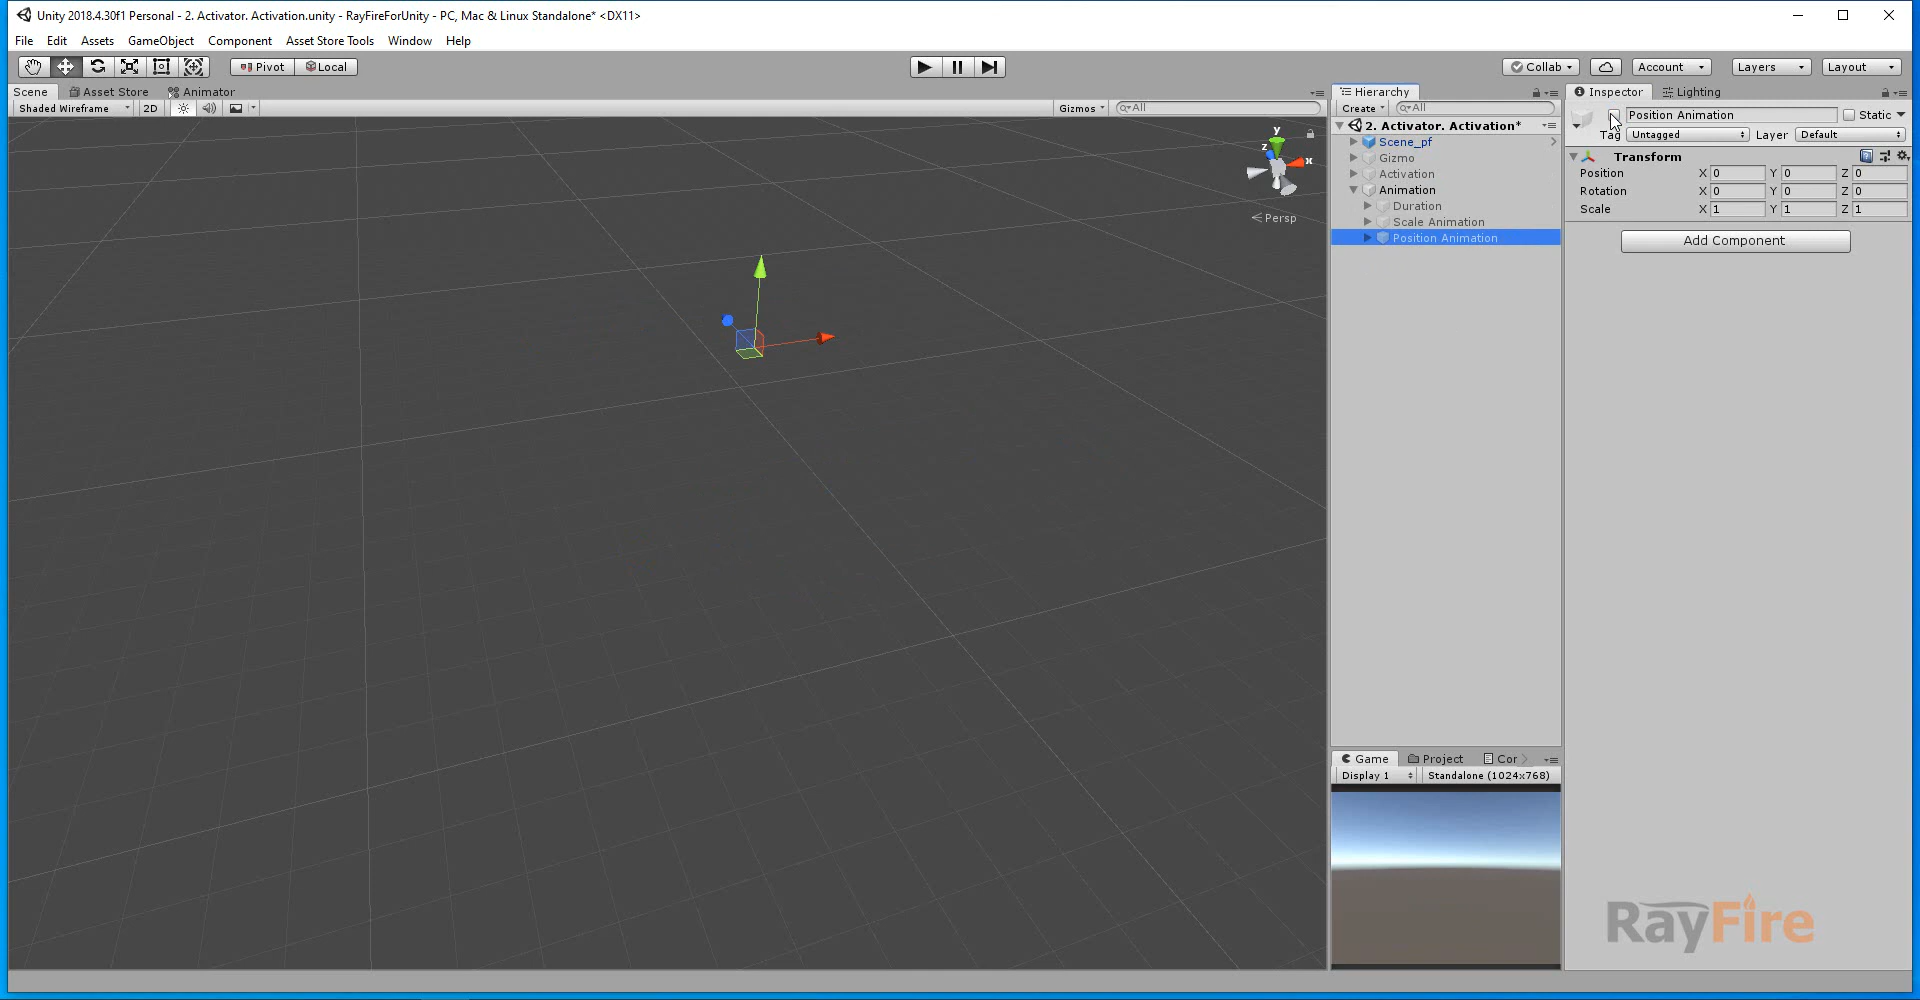 Unity 2018.4.30f1 Personal - 2. Activator. Activation.unity - RayFireForUnity - PC, Mac & Linux Standalone* <DX11>
File Edit Assets GameObject Component Asset Store Tools Window Help
Pivot Local Collab Account Layers Layout
Scene Asset Store Animator
Shaded Wireframe 2D Gizmos All
y
z
x
Persp
Hierarchy
Create All
2. Activator. Activation*
Scene_pf
Gizmo
Activation
Animation
Duration
Scale Animation
Position Animation
Inspector Lighting
Position Animation Static
Tag Untagged Layer Default
Transform
Position X 0 Y 0 Z 0
Rotation X 0 Y 0 Z 0
Scale X 1 Y 1 Z 1
Add Component
Game Project Cor
Display 1 Standalone (1024x768)
RayFire